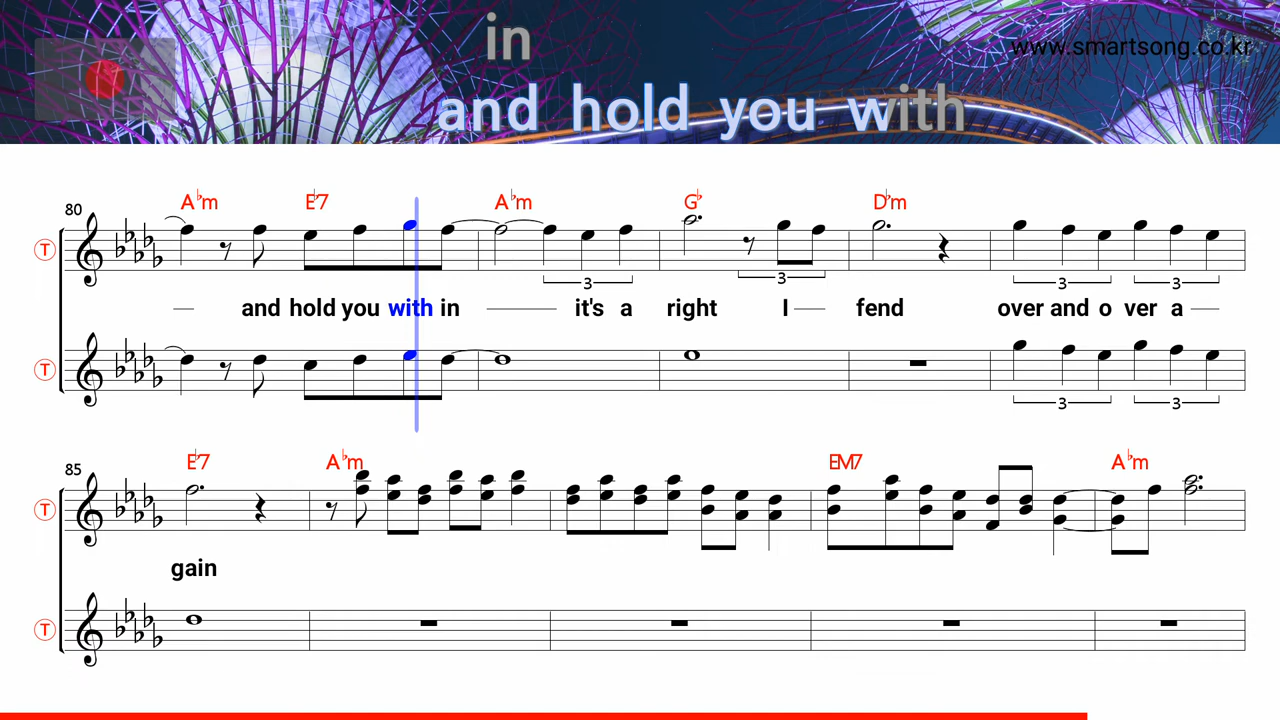 in
www.smartsong.co.kr
and hold you with
A♭m E♭7 A♭m G♭ D♭m
80
T
3 3 3 3
and hold you with in it's a right I fend over and o ver a
T
3 3
E♭7 A♭m EM7 A♭m
85
T
gain
T